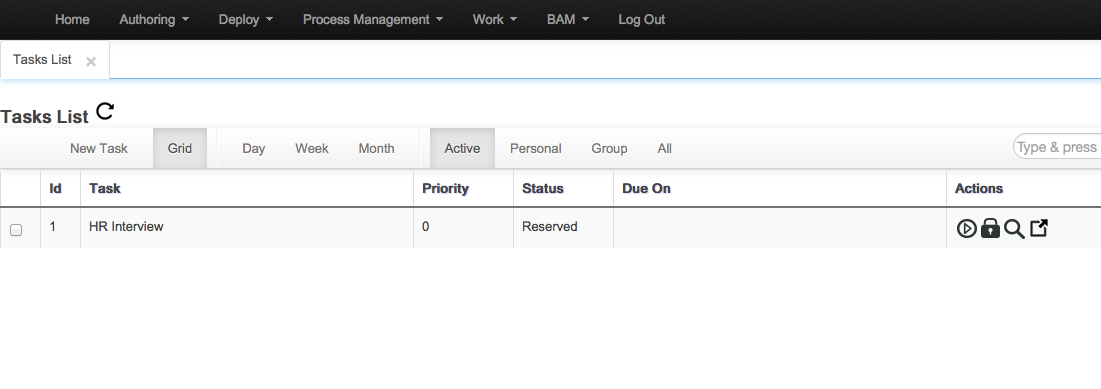 Home Authoring Deploy Process Management Work BAM Log Out
Tasks List
Tasks List
New Task Grid Day Week Month Active Personal Group All Type & press
Id Task Priority Status Due On Actions
1 HR Interview 0 Reserved